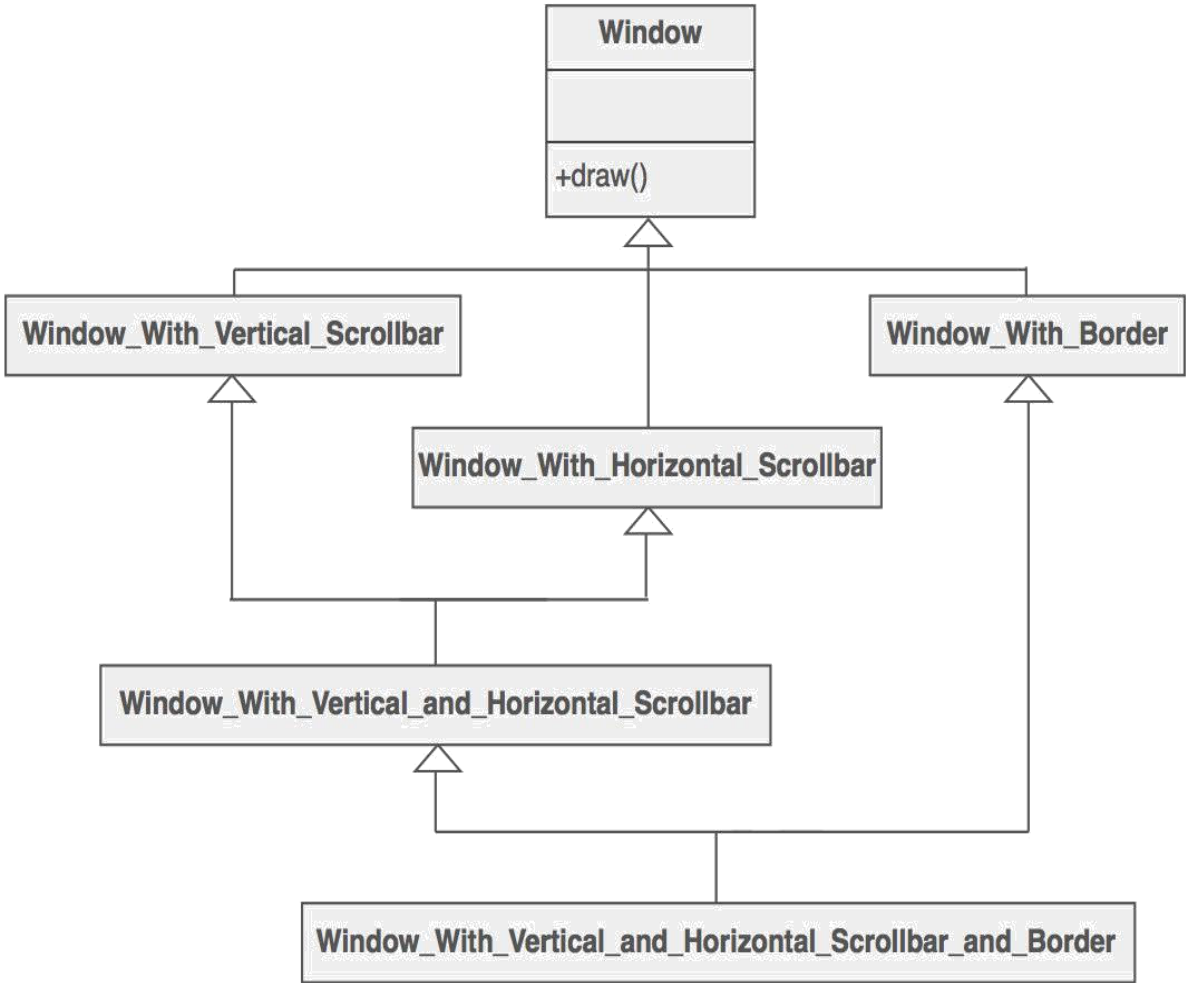 Window
+draw()
Window_With_Vertical_Scrollbar
Window_With_Border
Window_With_Horizontal_Scrollbar
Window_With_Vertical_and_Horizontal_Scrollbar
Window_With_Vertical_and_Horizontal_Scrollbar_and_Border